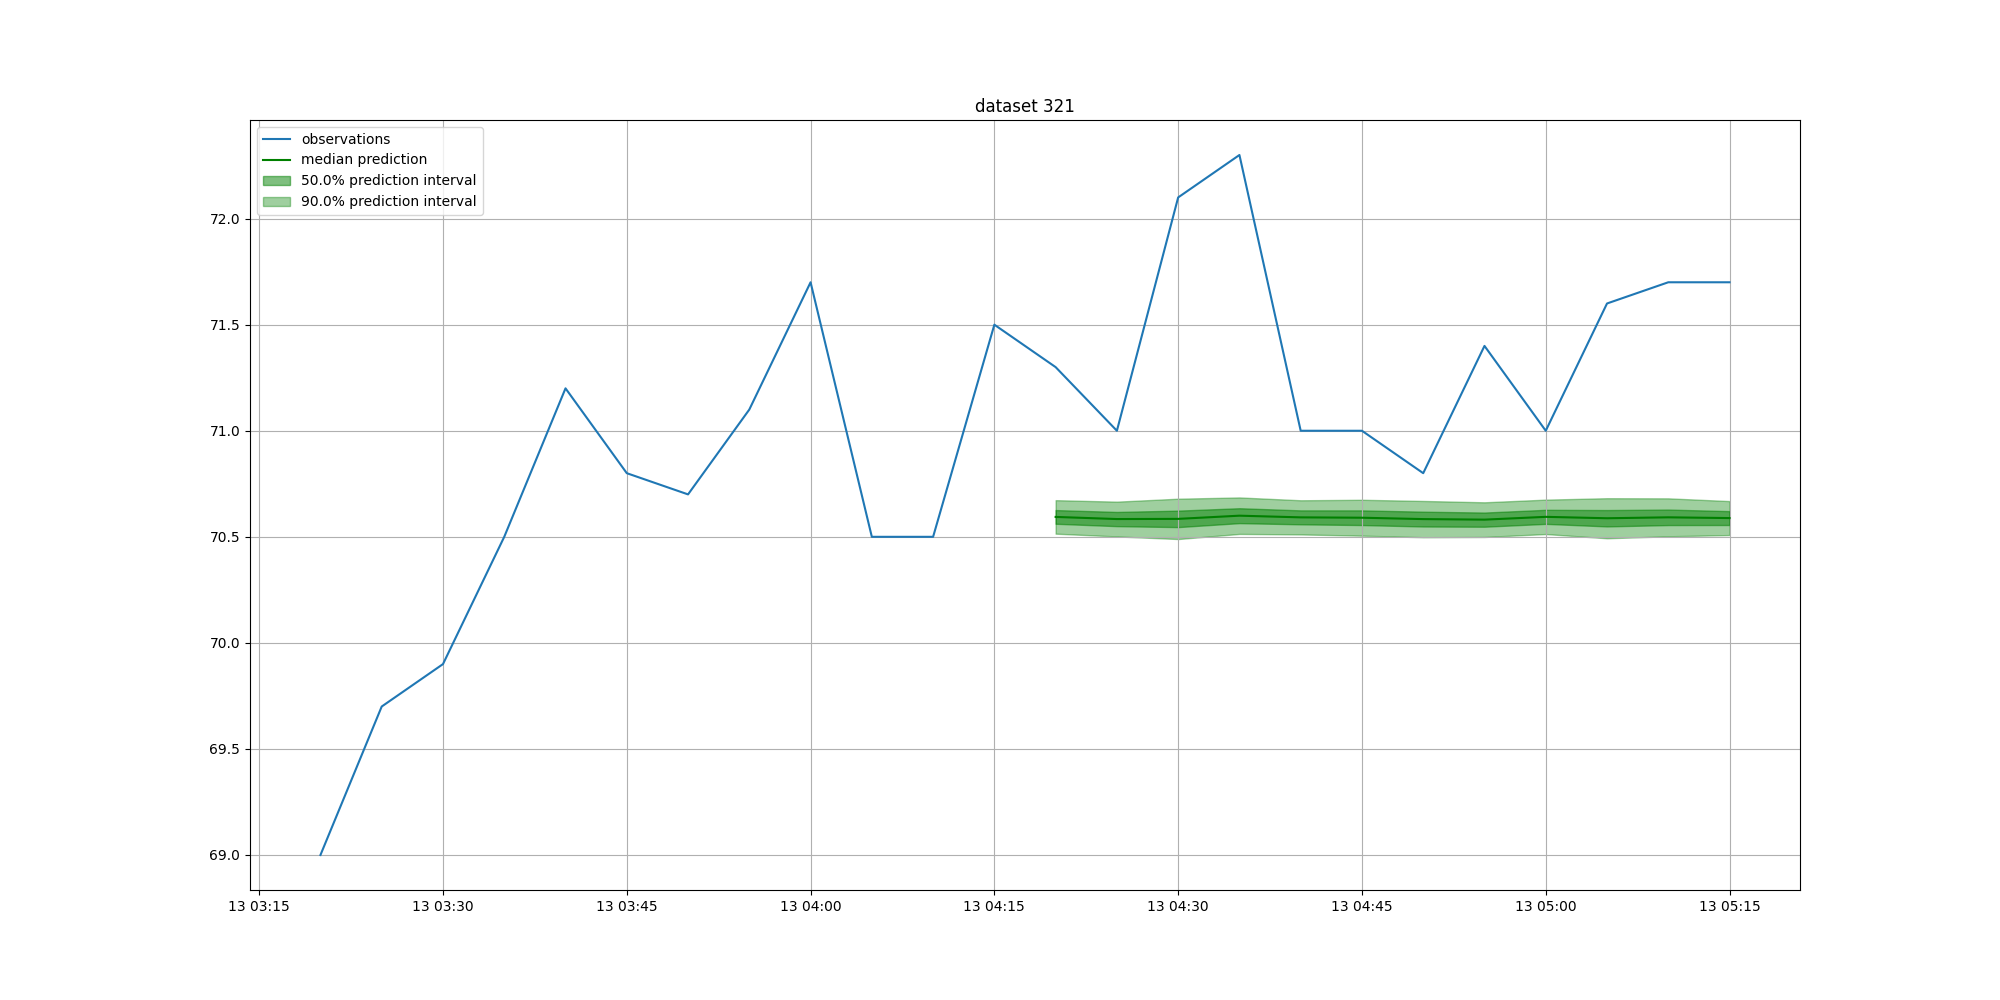 dataset 321
observations
median prediction
50.0% prediction interval
90.0% prediction interval
72.0
71.5
71.0
70.5
70.0
69.5
69.0
13 03:15 13 03:30 13 03:45 13 04:00 13 04:15 13 04:30 13 04:45 13 05:00 13 05:15